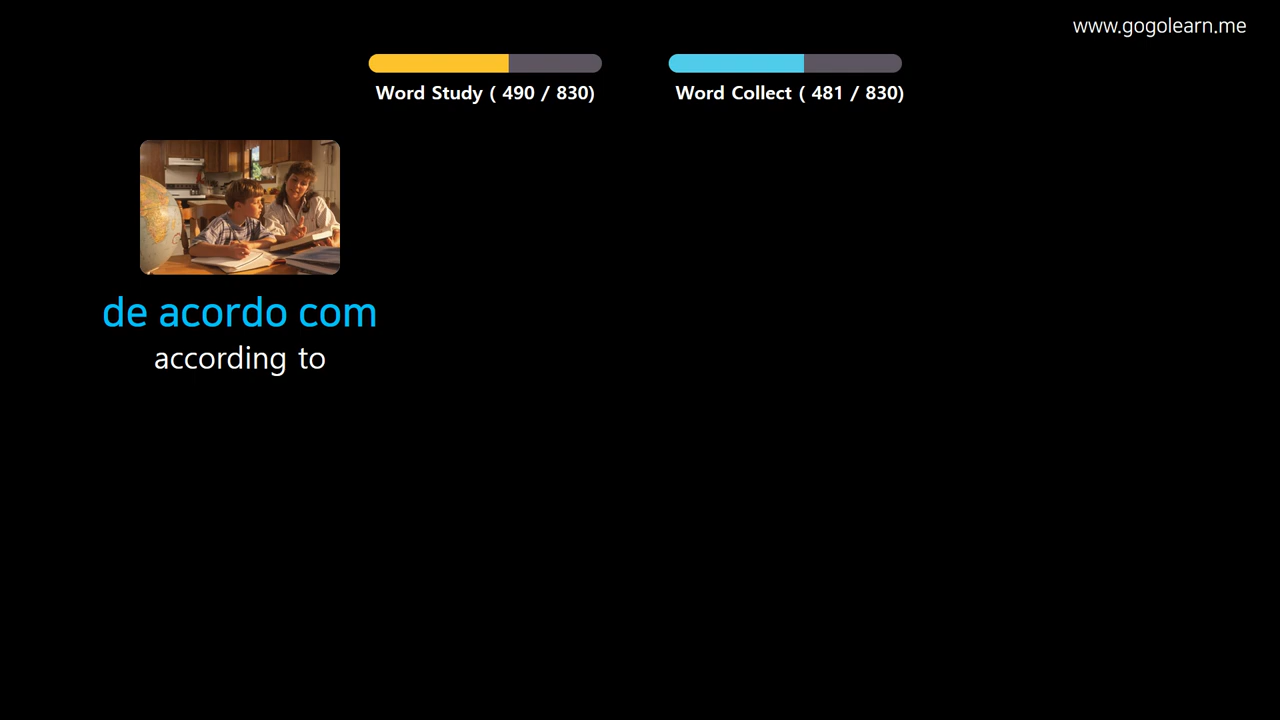 www.gogolearn.me
Word Study ( 490 / 830)
Word Collect ( 481 / 830)
de acordo com
according to